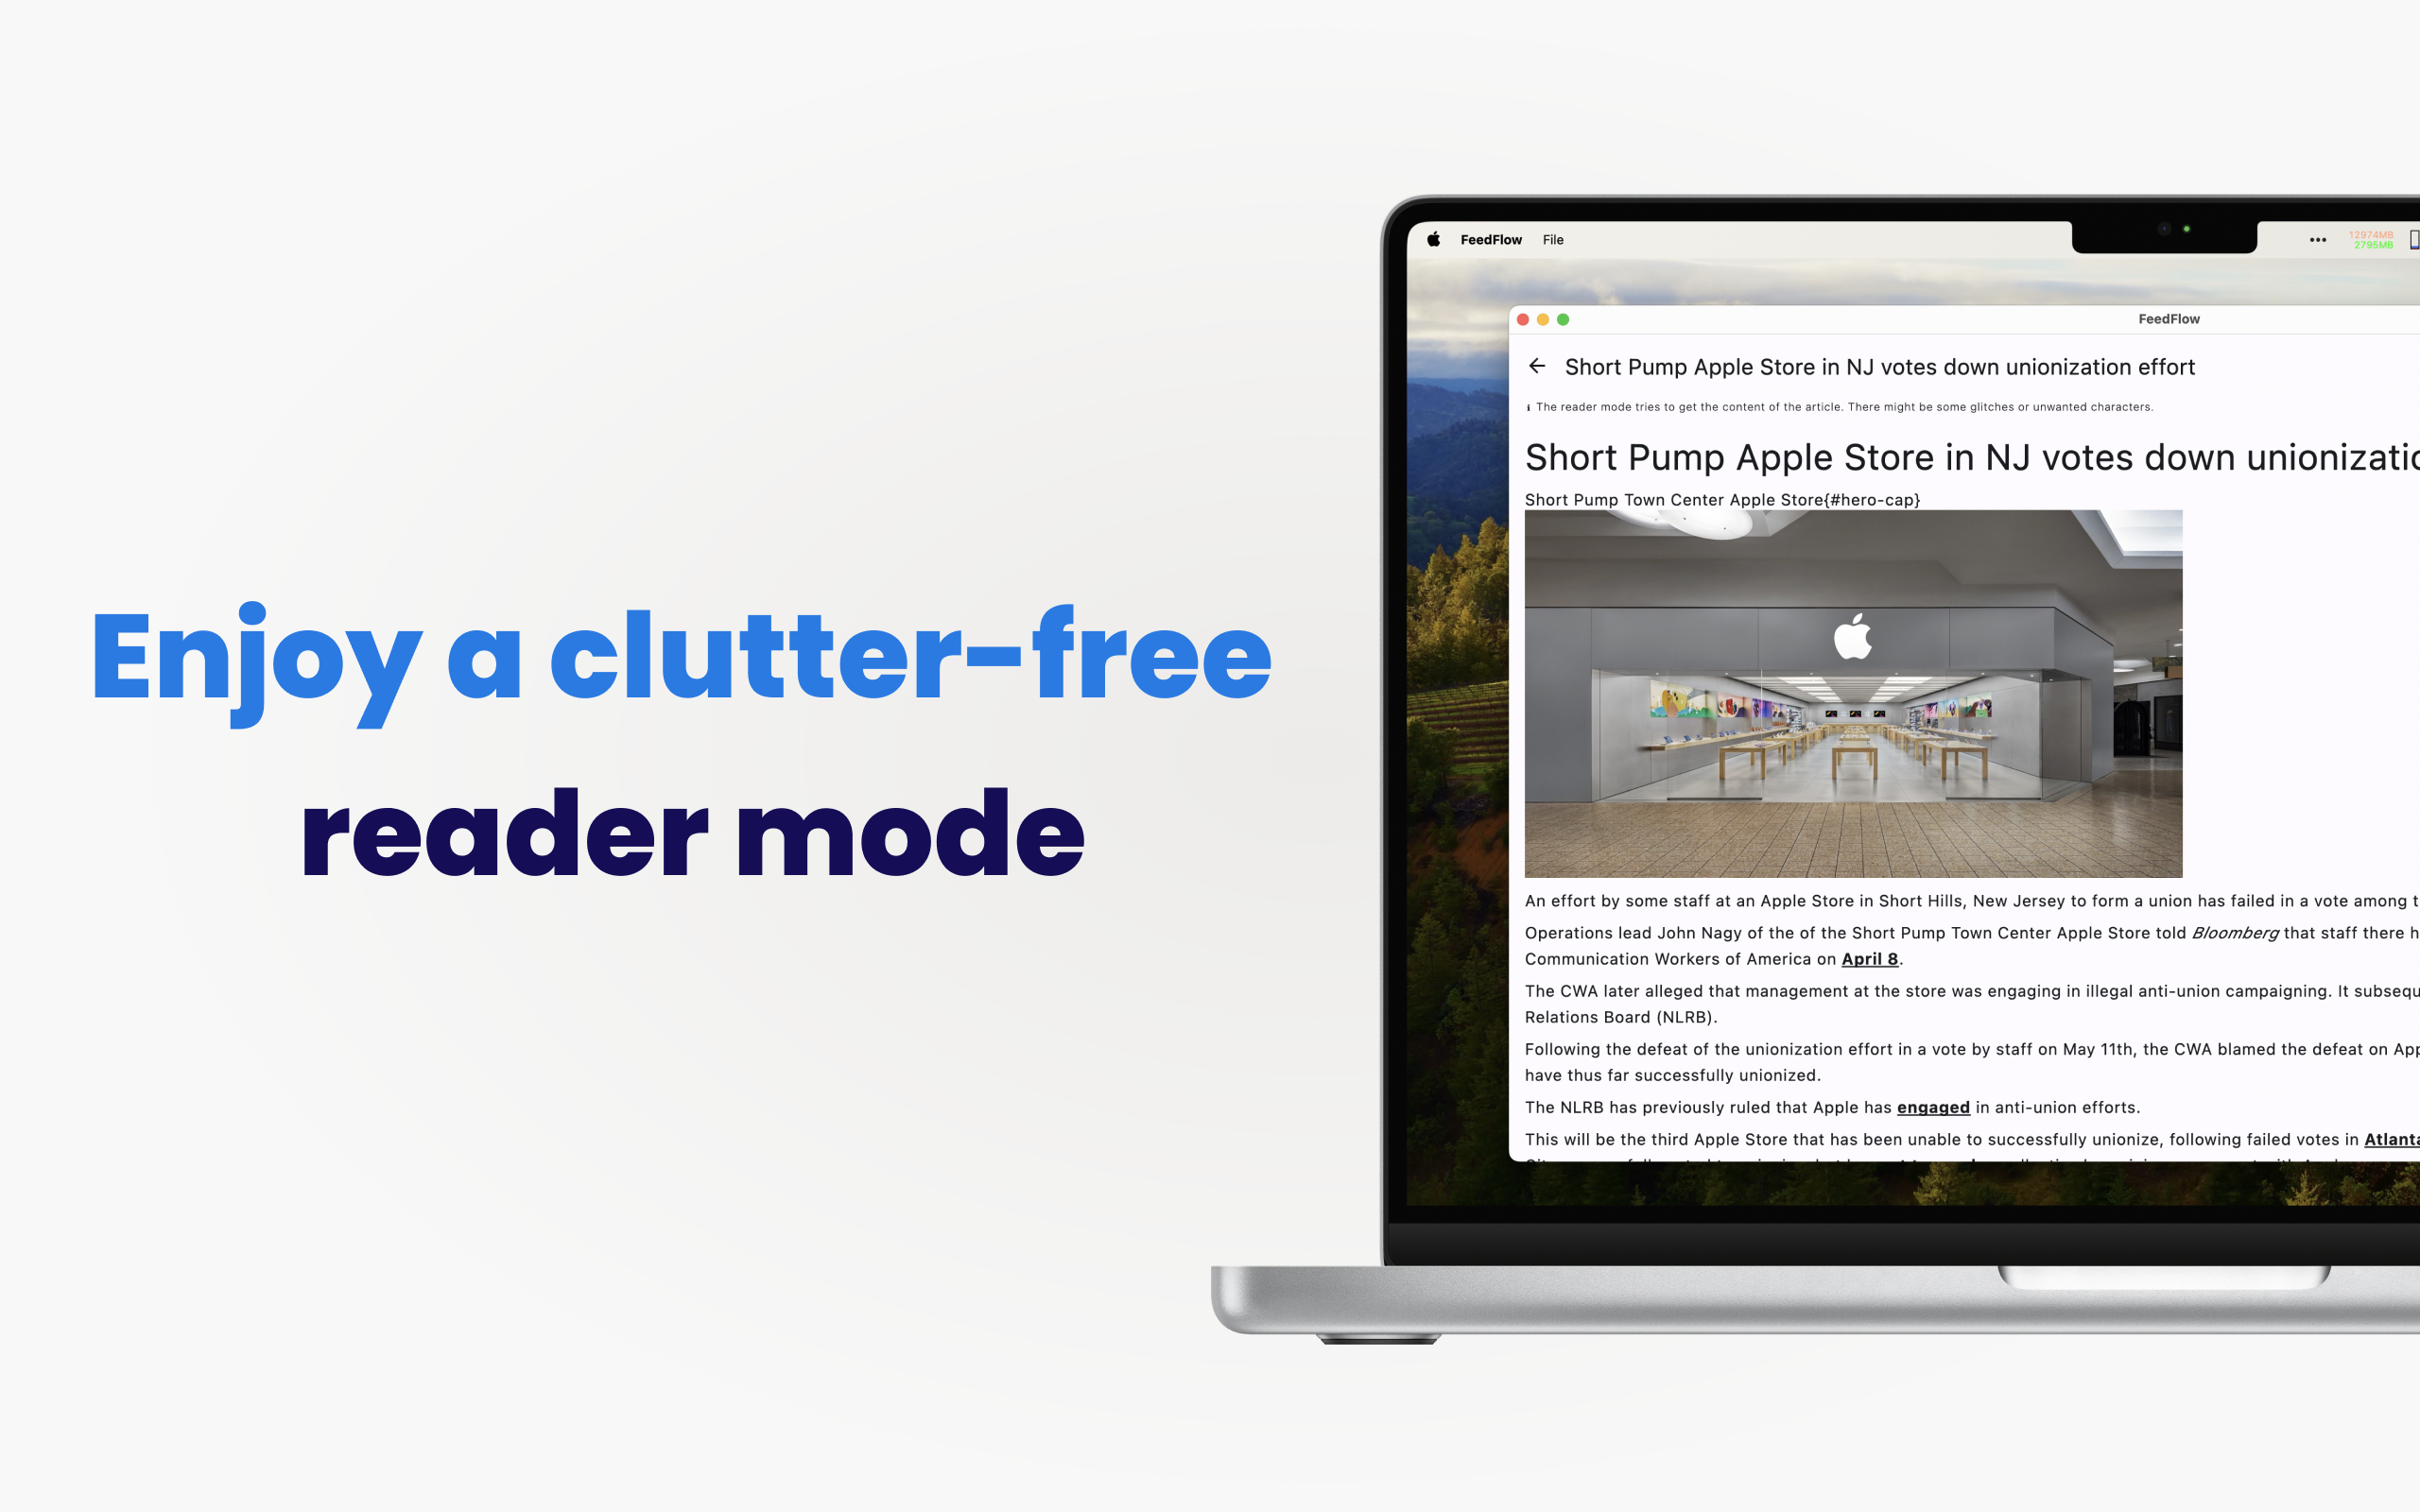 Enjoy a clutter-free
reader mode
FeedFlow File
12974MB
2795MB
FeedFlow
Short Pump Apple Store in NJ votes down unionization effort
The reader mode tries to get the content of the article. There might be some glitches or unwanted characters.
Short Pump Apple Store in NJ votes down
Short Pump Town Center Apple Store{#hero-cap}
An effort by some staff at an Apple Store in Short Hills, New Jersey to form a union has failed in a vote among
Operations lead John Nagy of the of the Short Pump Town Center Apple Store told Bloomberg that staff there
Communication Workers of America on April 8.
The CWA later alleged that management at the store was engaging in illegal anti-union campaigning. It
Relations Board (NLRB).
Following the defeat of the unionization effort in a vote by staff on May 11th, the CWA blamed the defeat on
have thus far successfully unionized.
The NLRB has previously ruled that Apple has engaged in anti-union efforts.
This will be the third Apple Store that has been unable to successfully unionize, following failed votes in